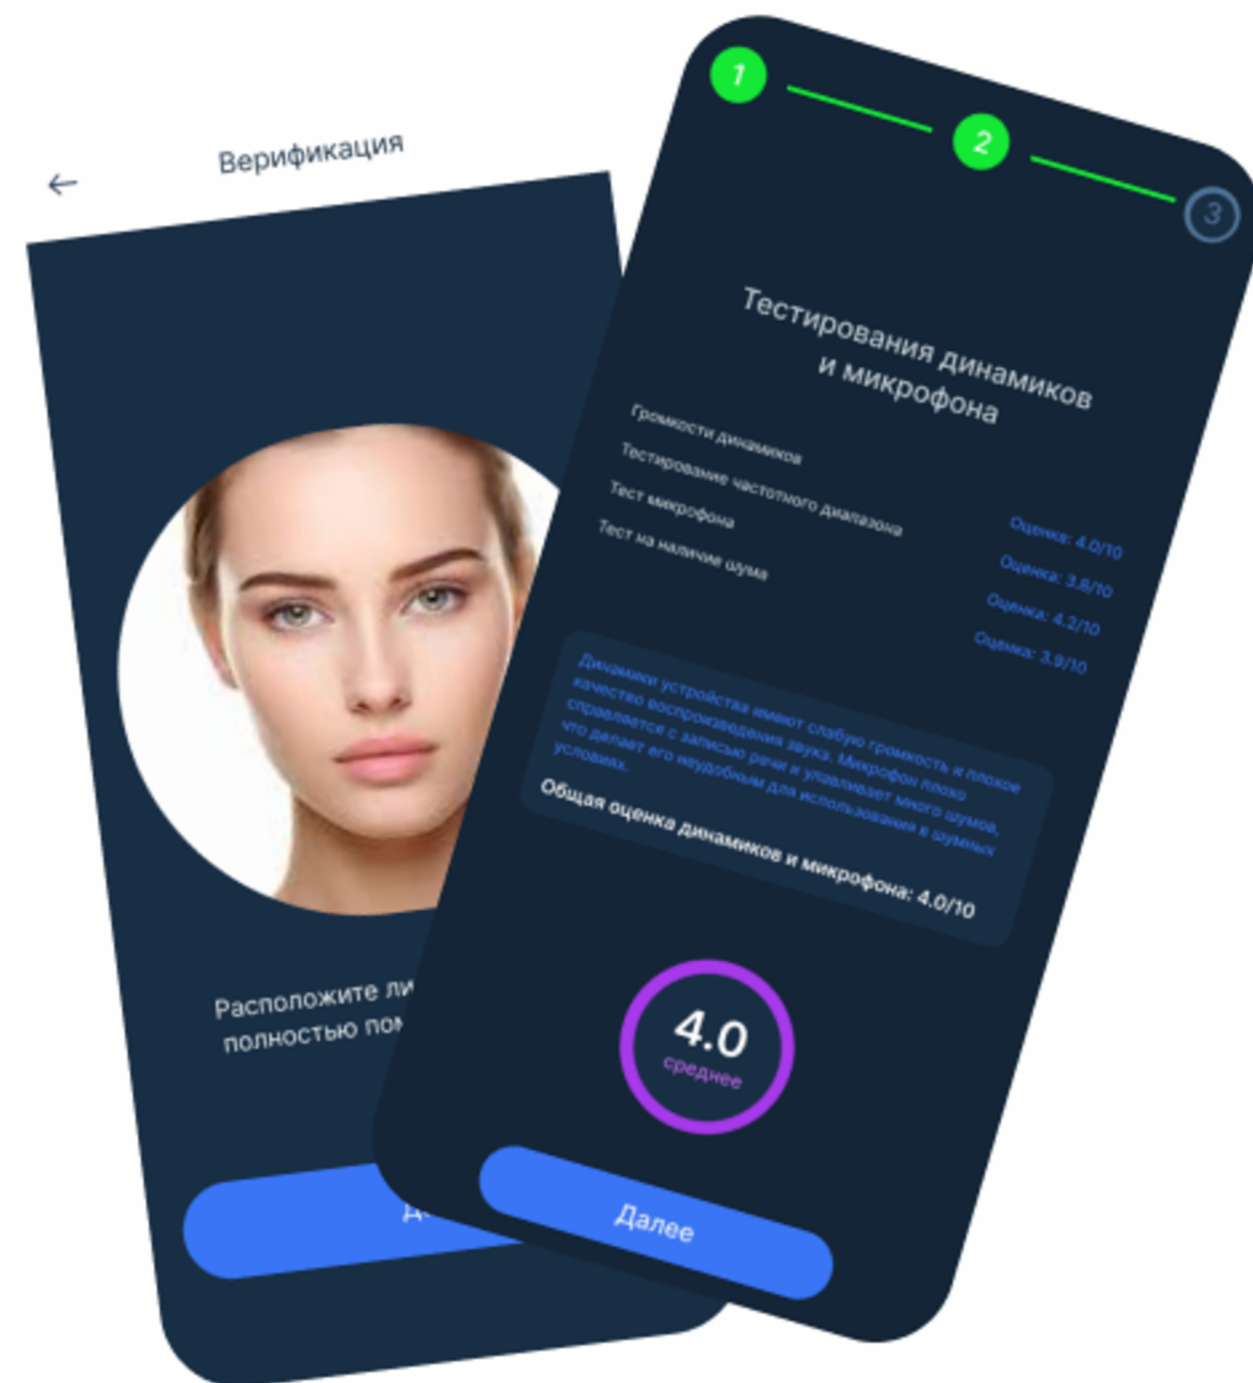 Верификация
Расположите ли
полностью пом
1
2
3
Тестирования динамиков
и микрофона
Громкости динамиков
Тестирование частотного диапазона
Тест микрофона
Тест на наличие шума
Оценка: 4.0/10
Оценка: 3.8/10
Оценка: 4.2/10
Оценка: 3.9/10
Динамики устройства имеют слабую громкость и плохое
качество воспроизведения звука. Микрофон плохо
справляется с записью речи и улавливает много шумов,
что делает его неудобным для использования в шумных
условиях.
Общая оценка динамиков и микрофона: 4.0/10
4.0
среднее
Далее